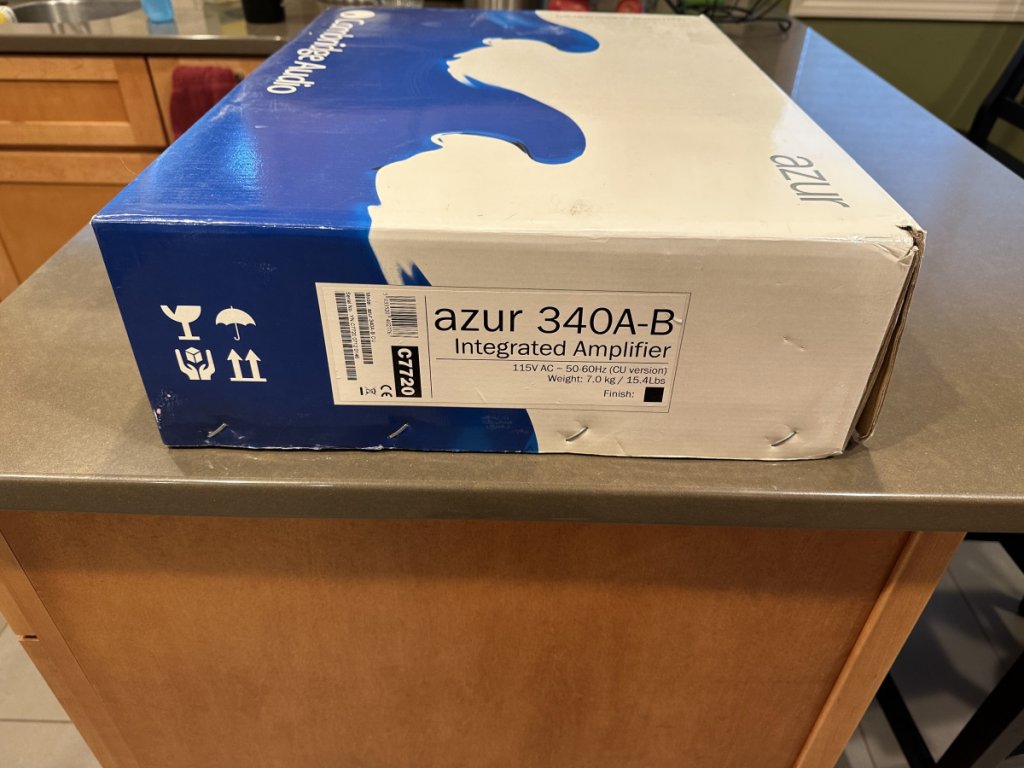 Cambridge Audio
azur
azur 340A-B
Integrated Amplifier
115V AC ~ 50-60Hz (CU version)
Weight: 7.0 kg / 15.4Lbs
Finish:
C7720